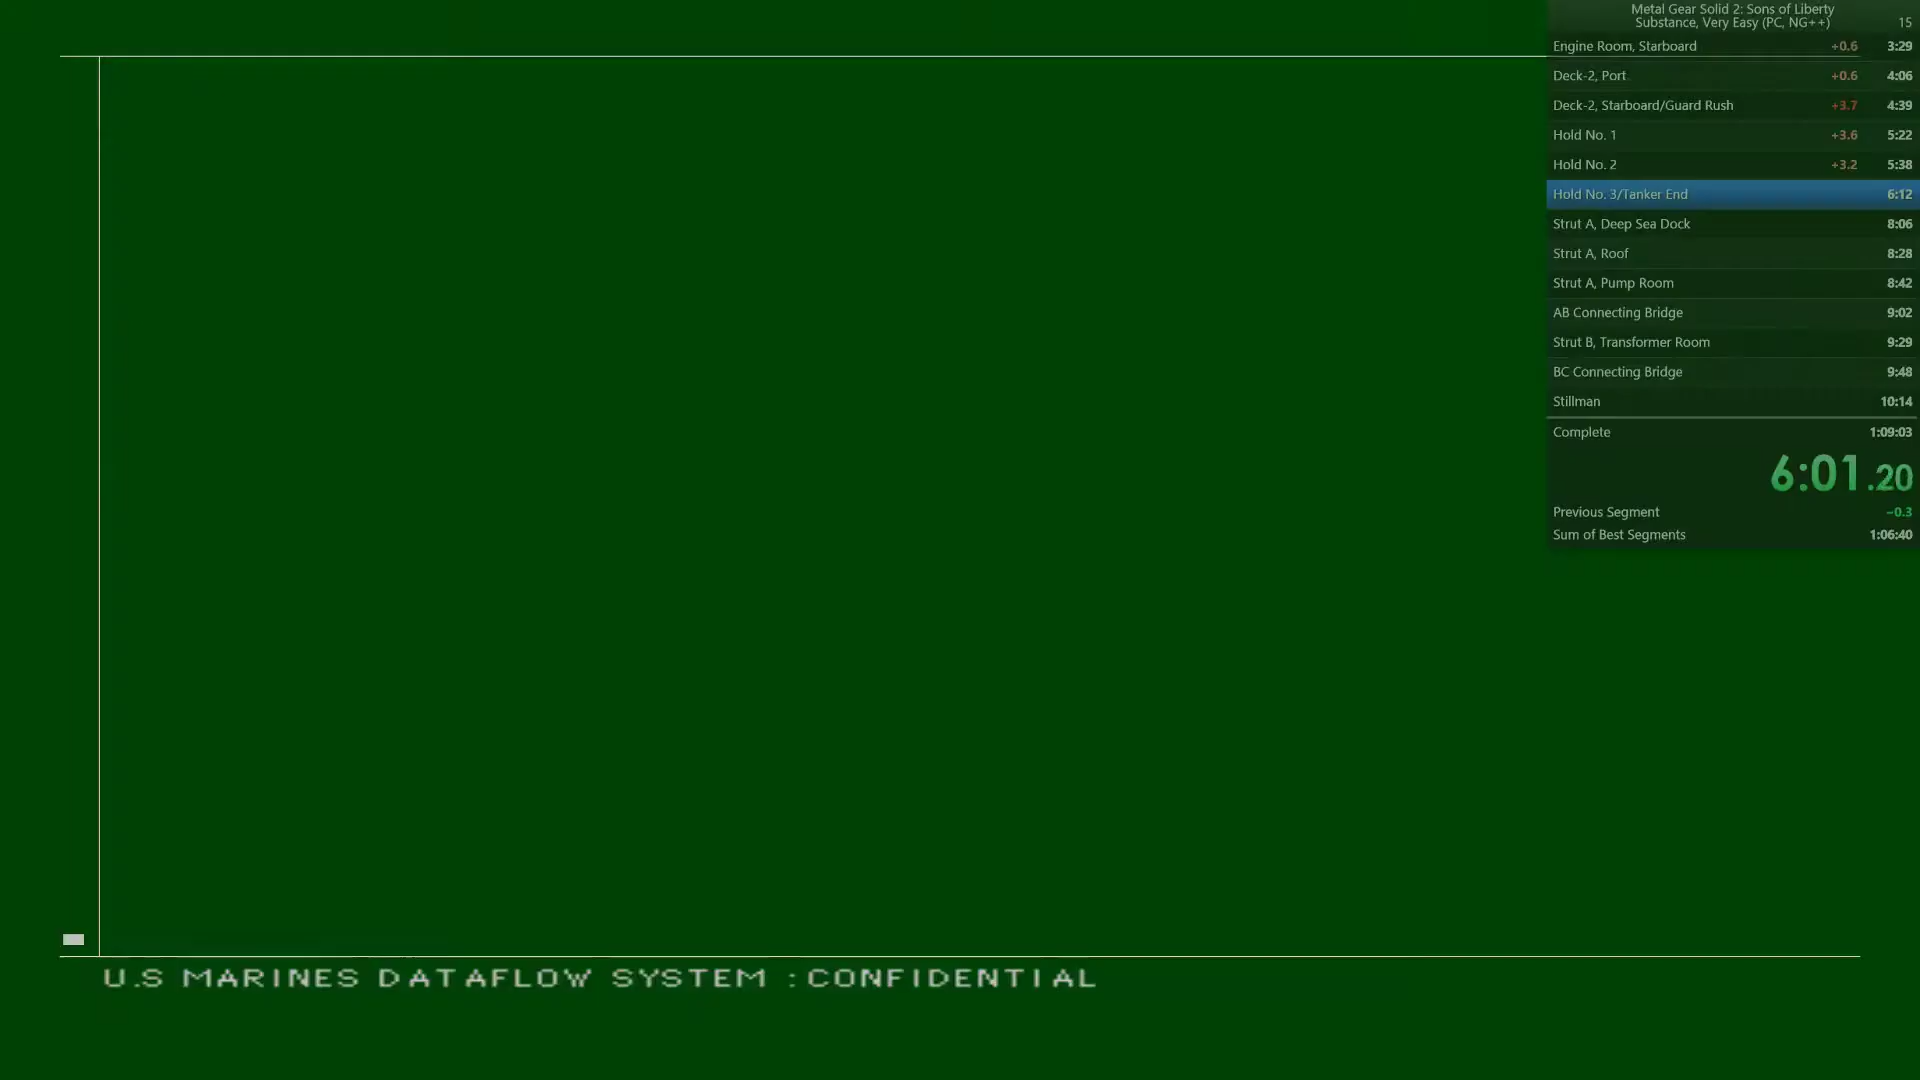 Metal Gear Solid 2: Sons of Liberty
Substance, Very Easy (PC, NG++) 15
Engine Room, Starboard +0.6 3:29
Deck-2, Port +0.6 4:06
Deck-2, Starboard/Guard Rush +3.7 4:39
Hold No. 1 +3.6 5:22
Hold No. 2 +3.2 5:38
Hold No. 3/Tanker End 6:12
Strut A, Deep Sea Dock 8:06
Strut A, Roof 8:28
Strut A, Pump Room 8:42
AB Connecting Bridge 9:02
Strut B, Transformer Room 9:29
BC Connecting Bridge 9:48
Stillman 10:14
Complete 1:09:03
6:01.20
Previous Segment −0.3
Sum of Best Segments 1:06:40
U.S MARINES DATAFLOW SYSTEM :CONFIDENTIAL